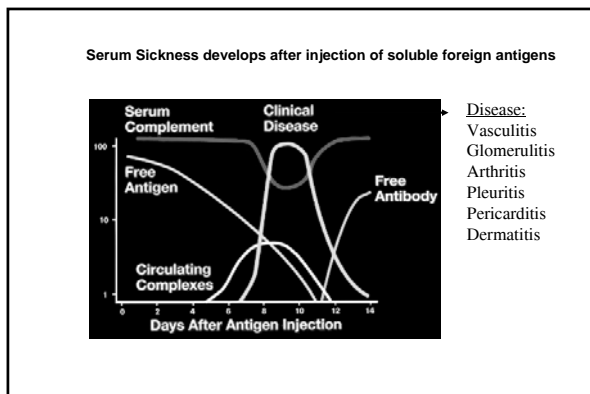 Serum Sickness develops after injection of soluble foreign antigens
Serum
Complement
Clinical
Disease
100
Free
Antigen
Free
Antibody
10
Circulating
Complexes
1
0 2 4 6 8 10 12 14
Days After Antigen Injection
Disease:
Vasculitis
Glomerulitis
Arthritis
Pleuritis
Pericarditis
Dermatitis